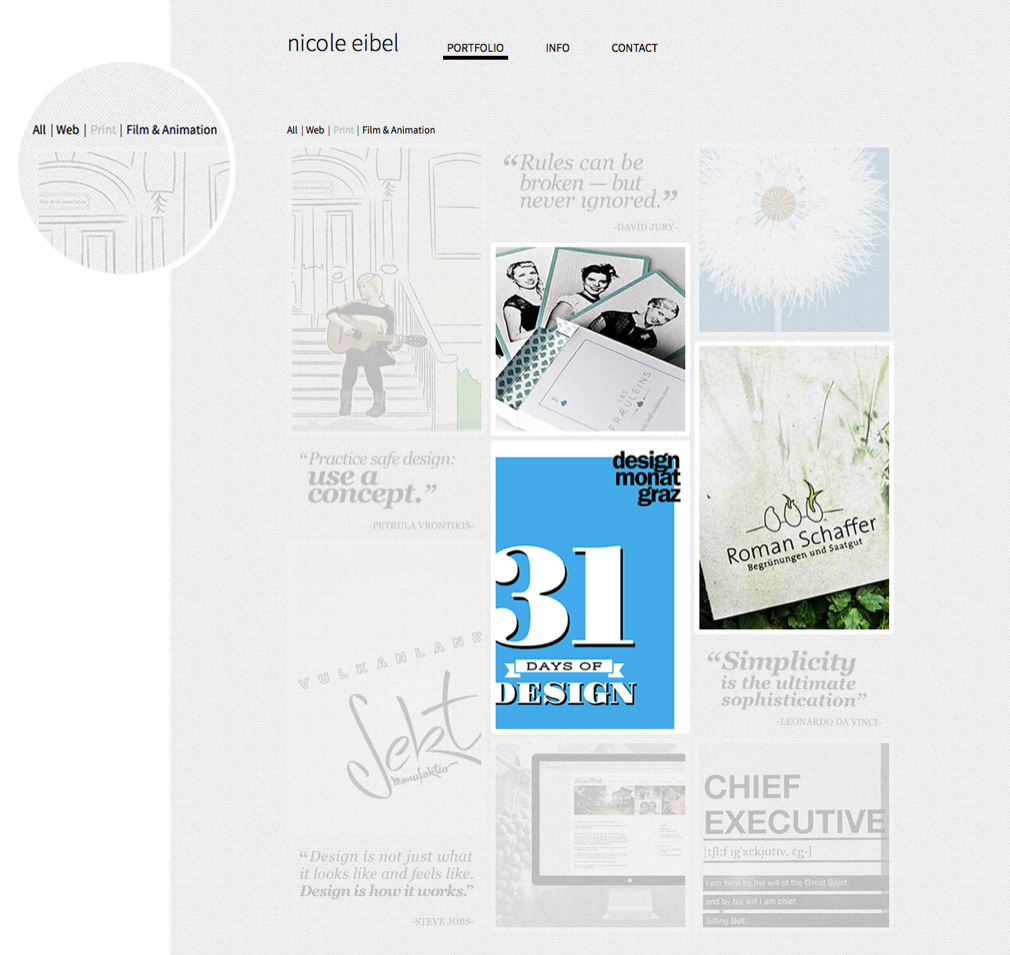 nicole eibel
PORTFOLIO
INFO
CONTACT
All | Web | Print | Film & Animation
All | Web | Print | Film & Animation
“Rules can be
broken — but
never ignored.”
-DAVID JURY-
LES
FRÆULEINS
“Practice safe design:
use a
concept.”
-PETRULA VRONTIKIS-
design
monat
graz
31
DAYS OF
DESIGN
Roman Schaffer
Begrünungen und Saatgut
VULKANLAND
Sekt
manufaktur
“Simplicity
is the ultimate
sophistication”
-LEONARDO DA VINCI-
“Design is not just what
it looks like and feels like.
Design is how it works.”
-STEVE JOBS-
CHIEF
EXECUTIVE
I am here by the will of the Great Spirit,
and by his will I am chief.
Sitting Bull